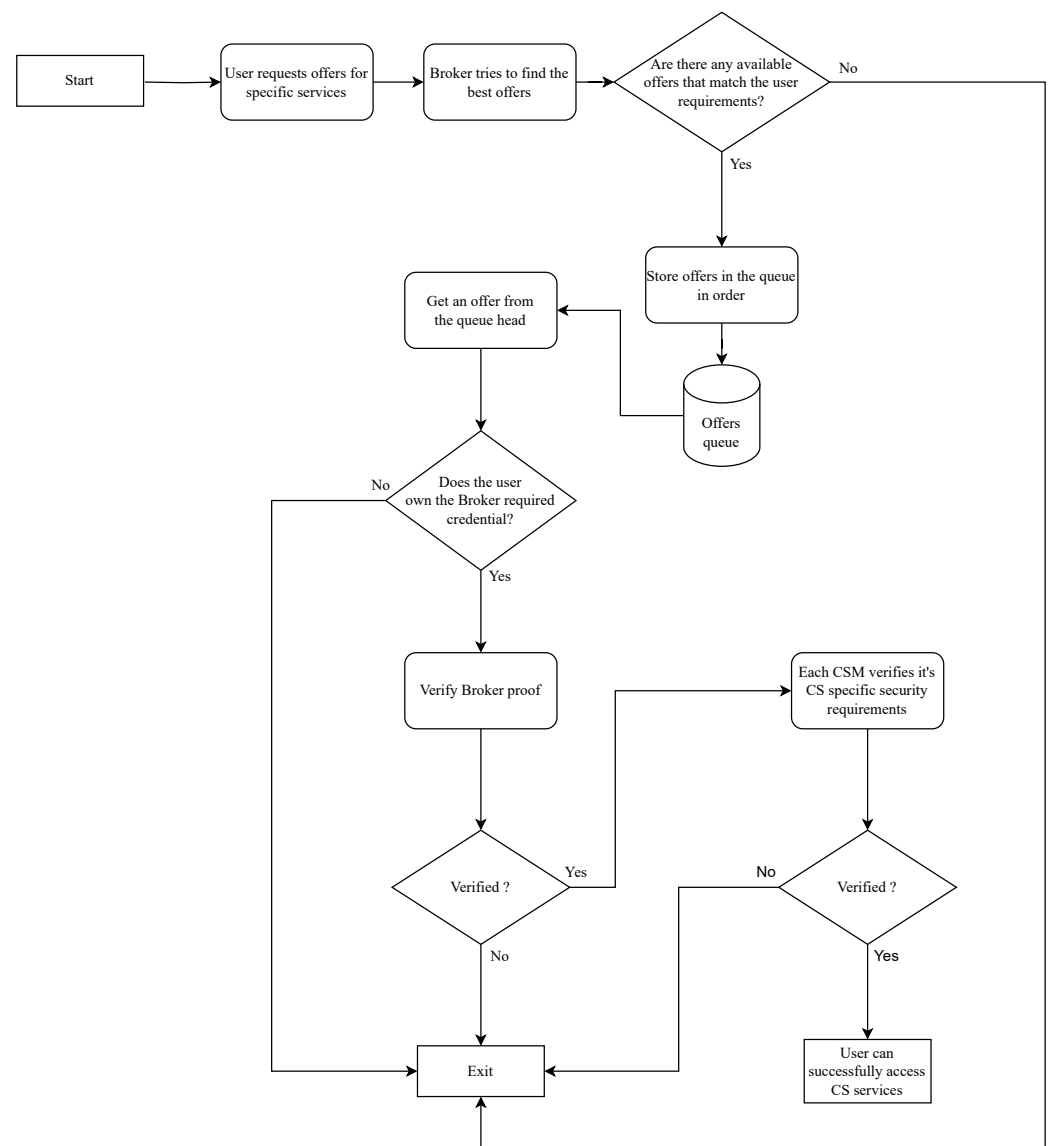 Start
User requests offers for
specific services
Broker tries to find the
best offers
Are there any available
offers that match the user
requirements?
No
Yes
Store offers in the queue
in order
Get an offer from
the queue head
Offers
queue
Does the user
own the Broker required
credential?
No
Yes
Verify Broker proof
Each CSM verifies it's
CS specific security
requirements
Verified ?
Yes
No
No
Verified ?
Yes
Exit
User can
successfully access
CS services